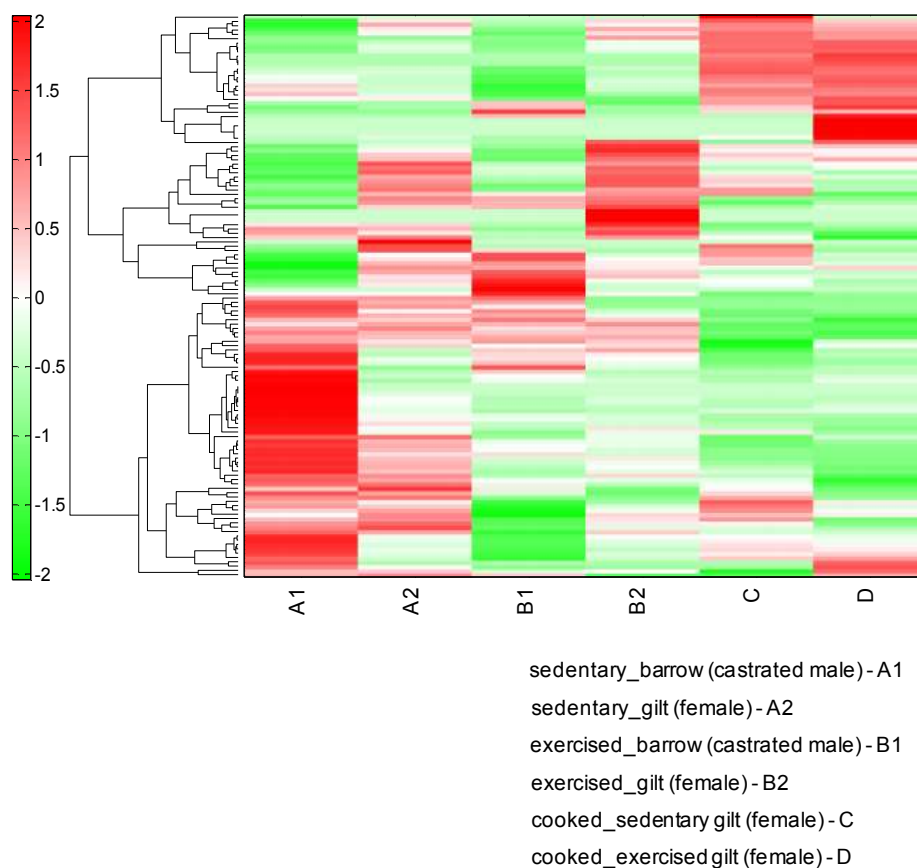 2
1.5
1
0.5
0
-0.5
-1
-1.5
-2
A1 A2 B1 B2 C D
sedentary_barrow (castrated male) - A1
sedentary_gilt (female) - A2
exercised_barrow (castrated male) - B1
exercised_gilt (female) - B2
cooked_sedentary gilt (female) - C
cooked_exercised gilt (female) - D